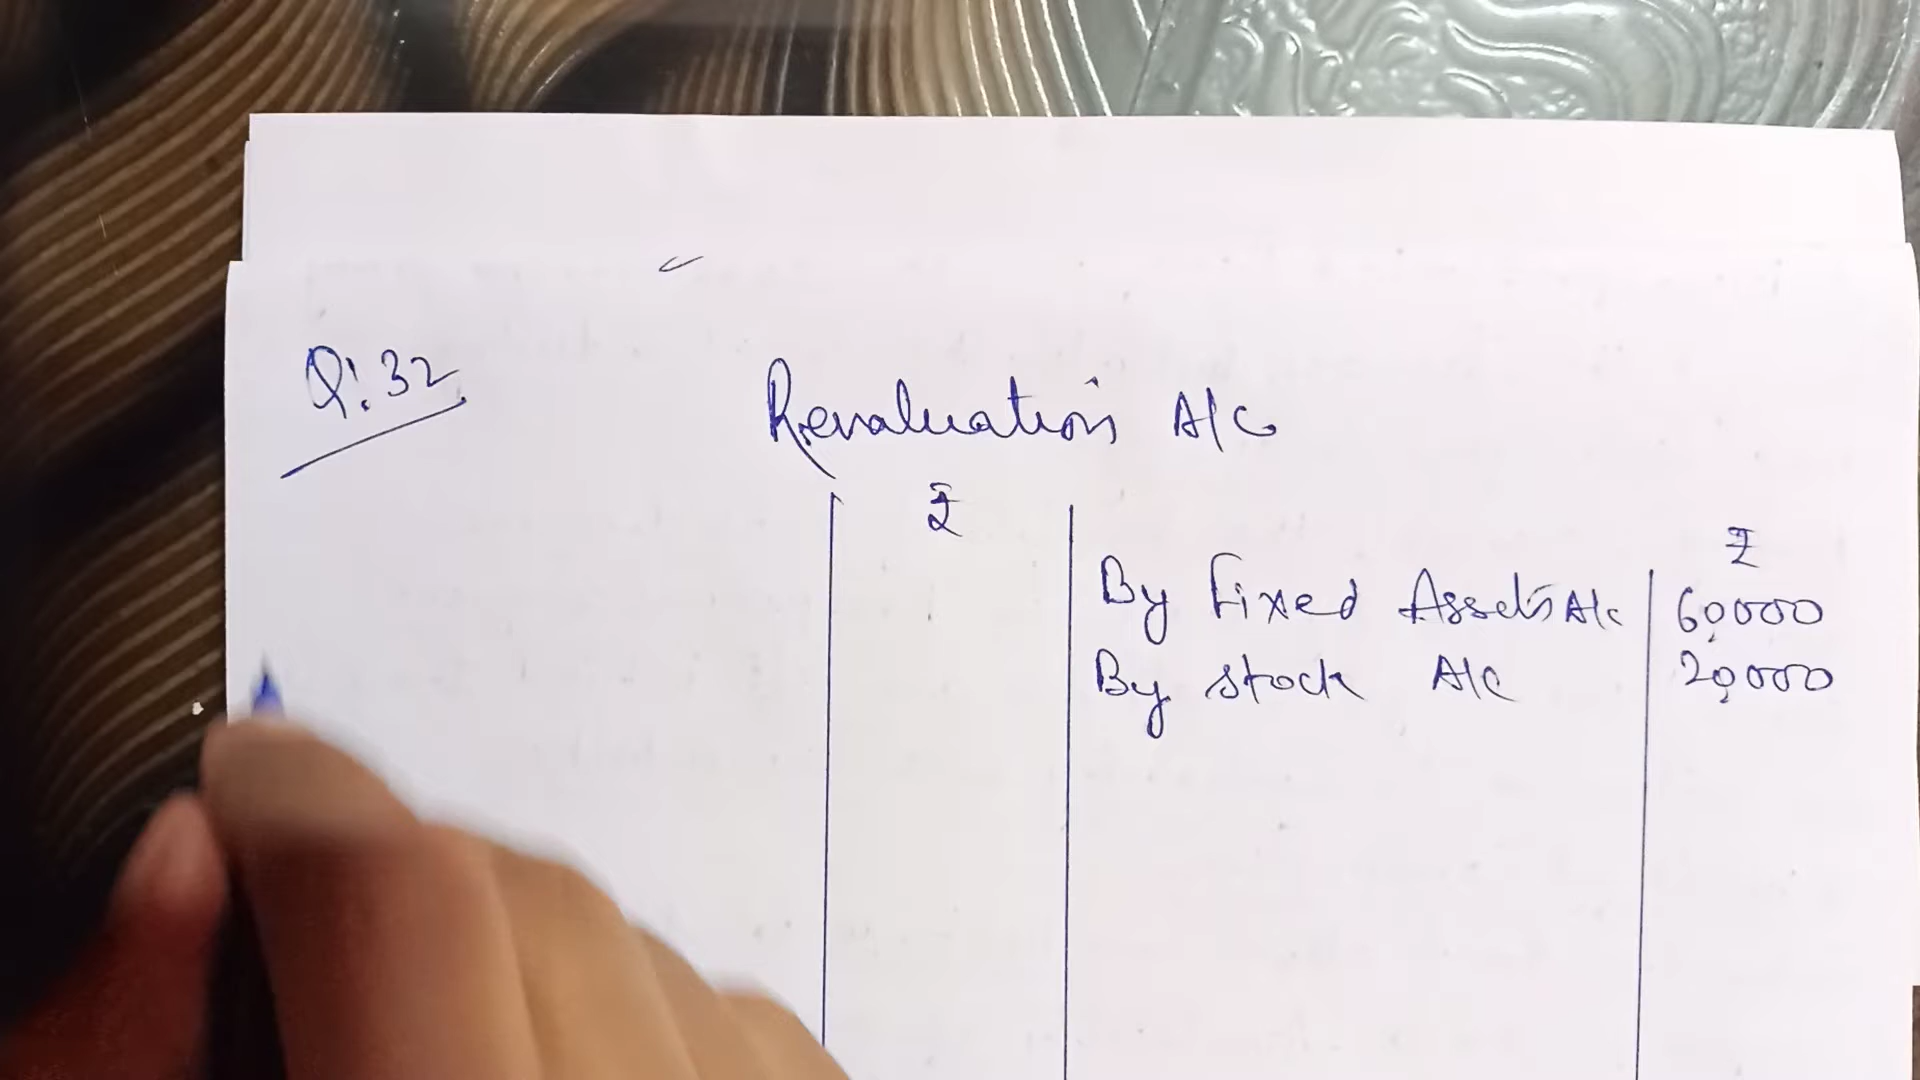 Q: 32
Revaluation A/c
₹
₹
By Fixed Assets A/c 60,000
By stock A/c 20,000